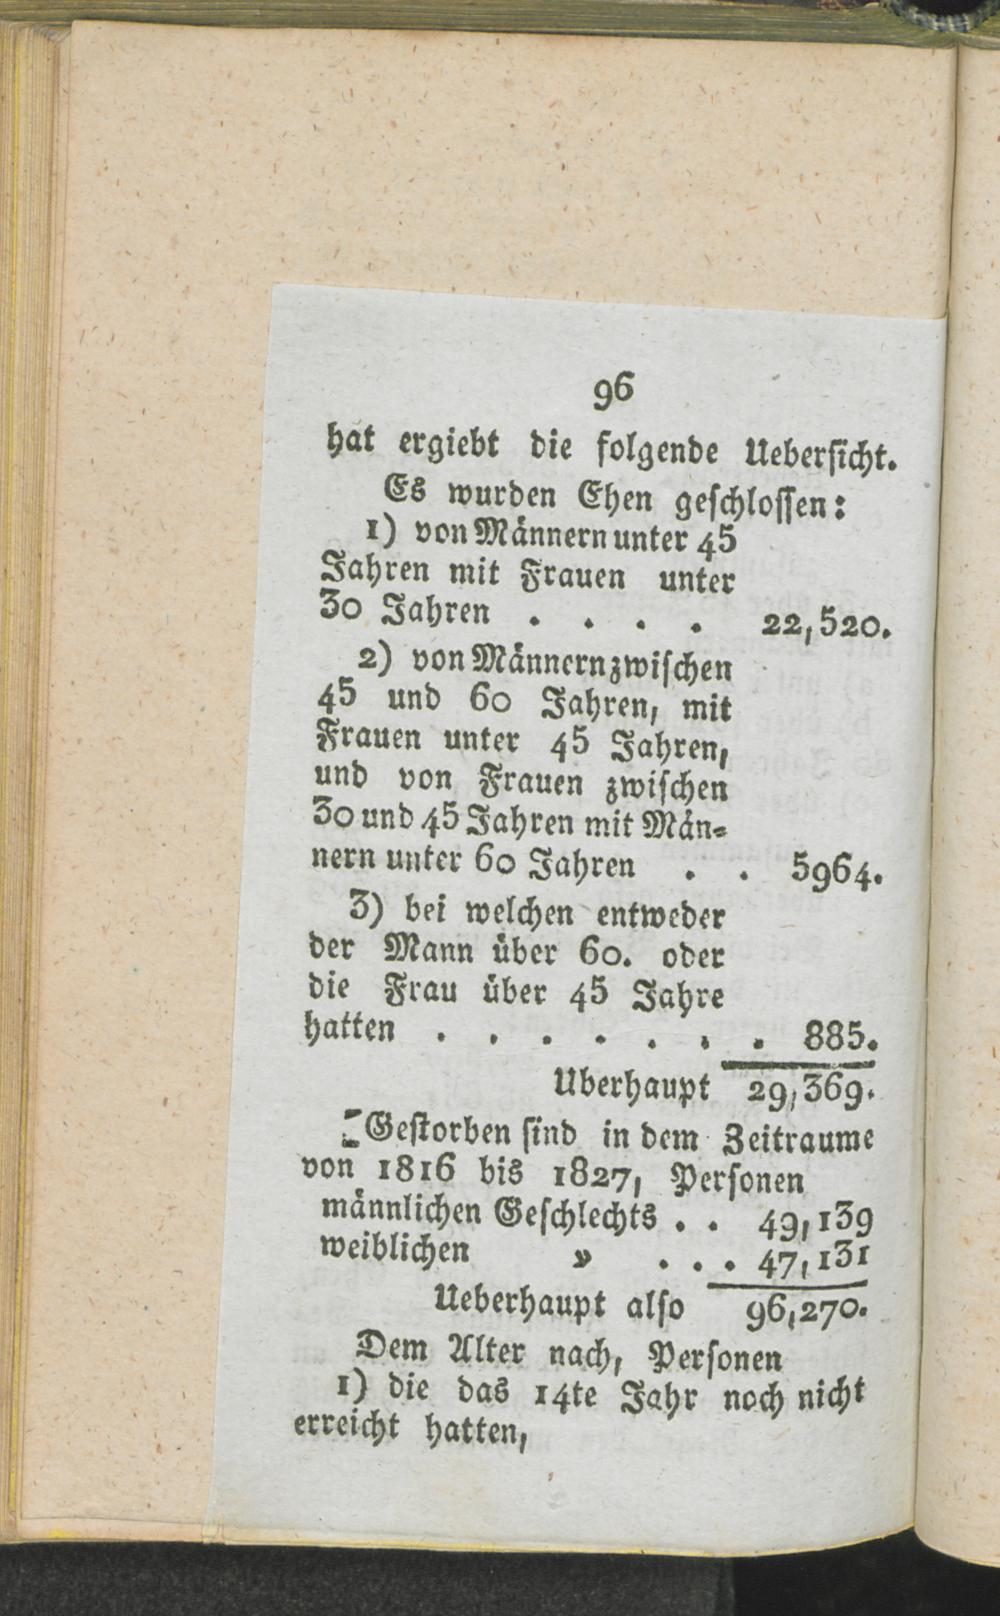 96
hat ergiebt die folgende Uebersicht.
Es wurden Ehen geschlossen:
1) von Männern unter 45
Jahren mit Frauen unter
30 Jahren . . . . 22,520.
2) von Männern zwischen
45 und 60 Jahren, mit
Frauen unter 45 Jahren,
und von Frauen zwischen
30 und 45 Jahren mit Män-
nern unter 60 Jahren . . 5964.
3) bei welchen entweder
der Mann über 60. oder
die Frau über 45 Jahre
hatten . . . . . . . 885.
Uberhaupt 29,369.
Gestorben sind in dem Zeitraume
von 1816 bis 1827, Personen
männlichen Geschlechts . . 49,139
weiblichen » . . . 47,131
Ueberhaupt also 96,270.
Dem Alter nach, Personen
1) die das 14te Jahr noch nicht
erreicht hatten,